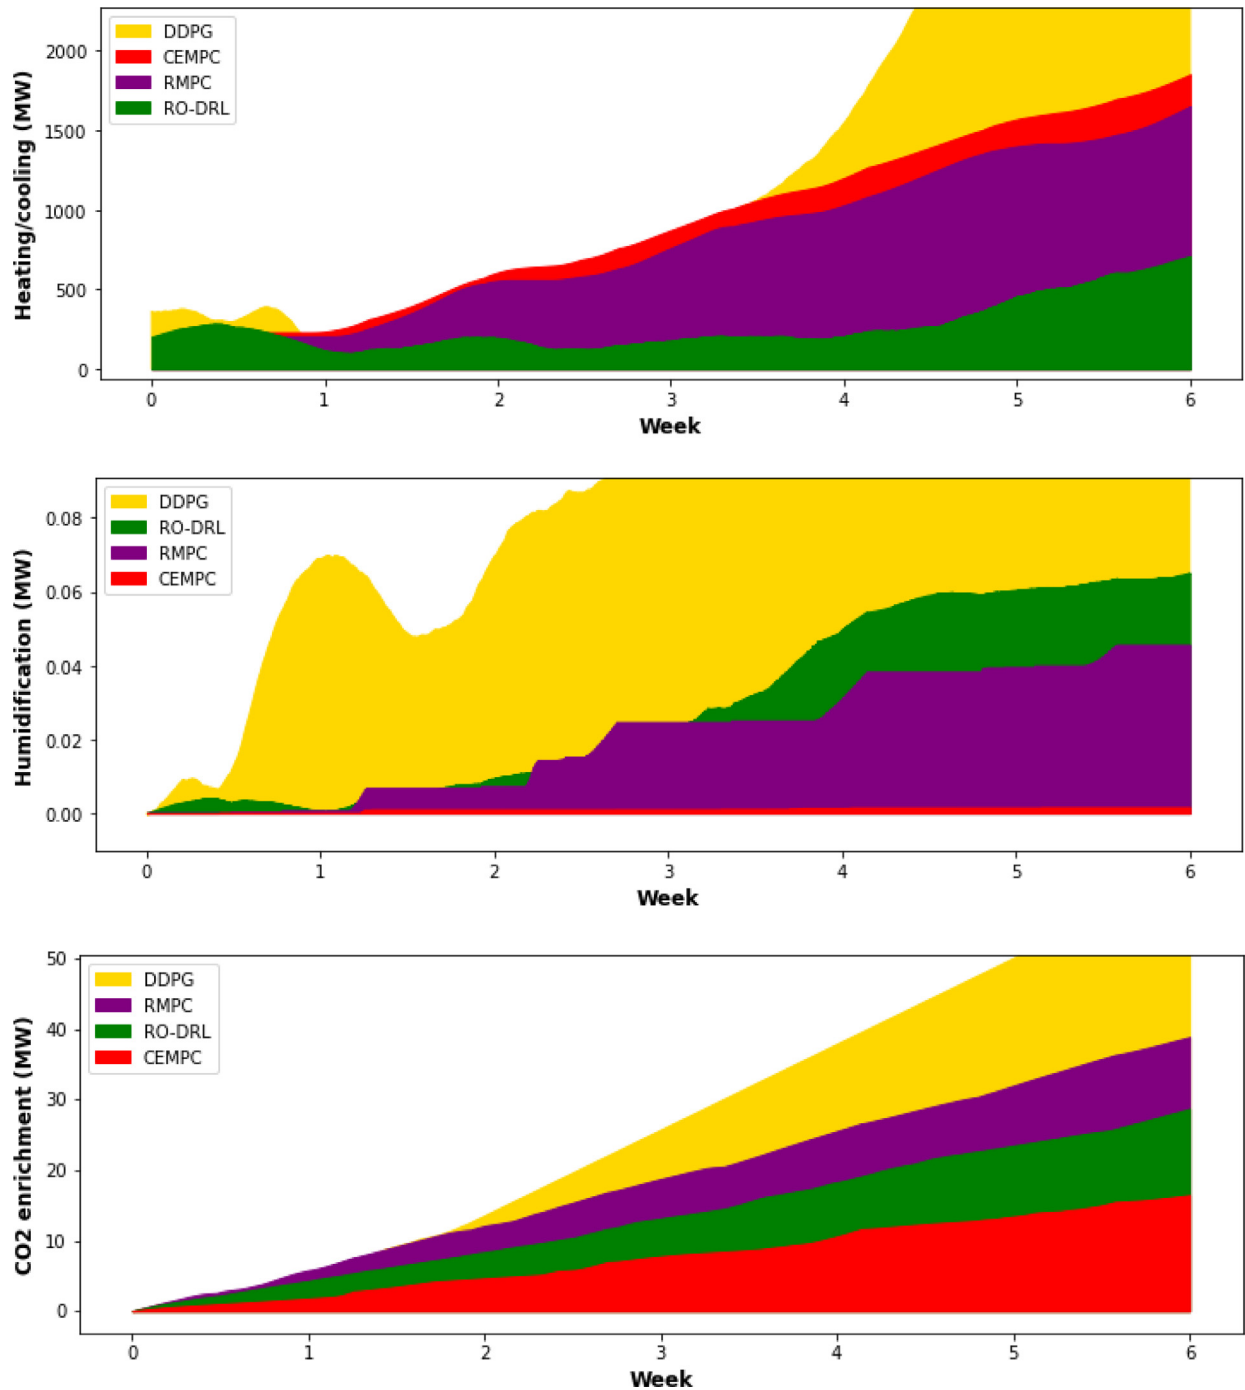 Heating/cooling (MW)
2000
1500
1000
500
0
DDPG
CEMPC
RMPC
RO-DRL
0 1 2 3 4 5 6
Week
Humidification (MW)
0.08
0.06
0.04
0.02
0.00
DDPG
RO-DRL
RMPC
CEMPC
0 1 2 3 4 5 6
Week
CO2 enrichment (MW)
50
40
30
20
10
0
DDPG
RMPC
RO-DRL
CEMPC
0 1 2 3 4 5 6
Week